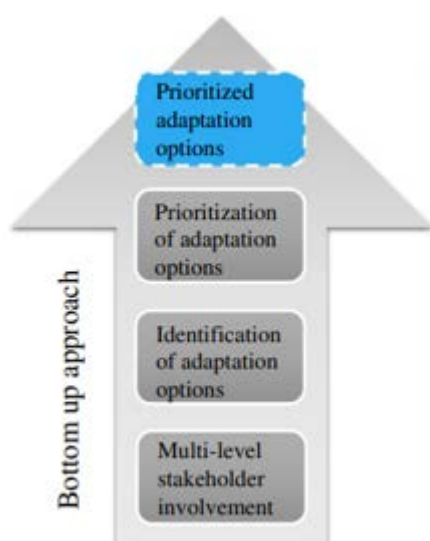 Prioritized
adaptation
options
Prioritization
of adaptation
options
Identification
of adaptation
options
Multi-level
stakeholder
involvement
Bottom up approach